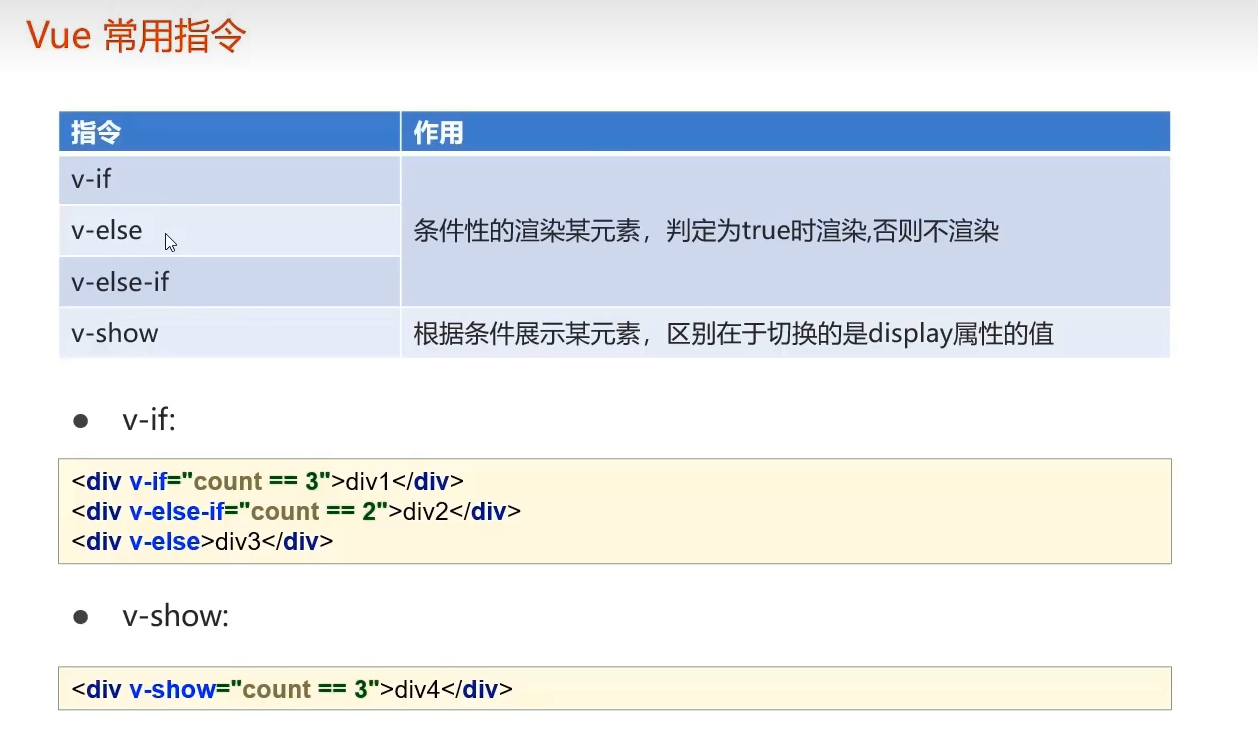 Vue 常用指令
指令 作用
v-if
v-else 条件性的渲染某元素，判定为true时渲染,否则不渲染
v-else-if
v-show 根据条件展示某元素，区别在于切换的是display属性的值
● v-if:
<div v-if="count == 3">div1</div>
<div v-else-if="count == 2">div2</div>
<div v-else>div3</div>
● v-show:
<div v-show="count == 3">div4</div>